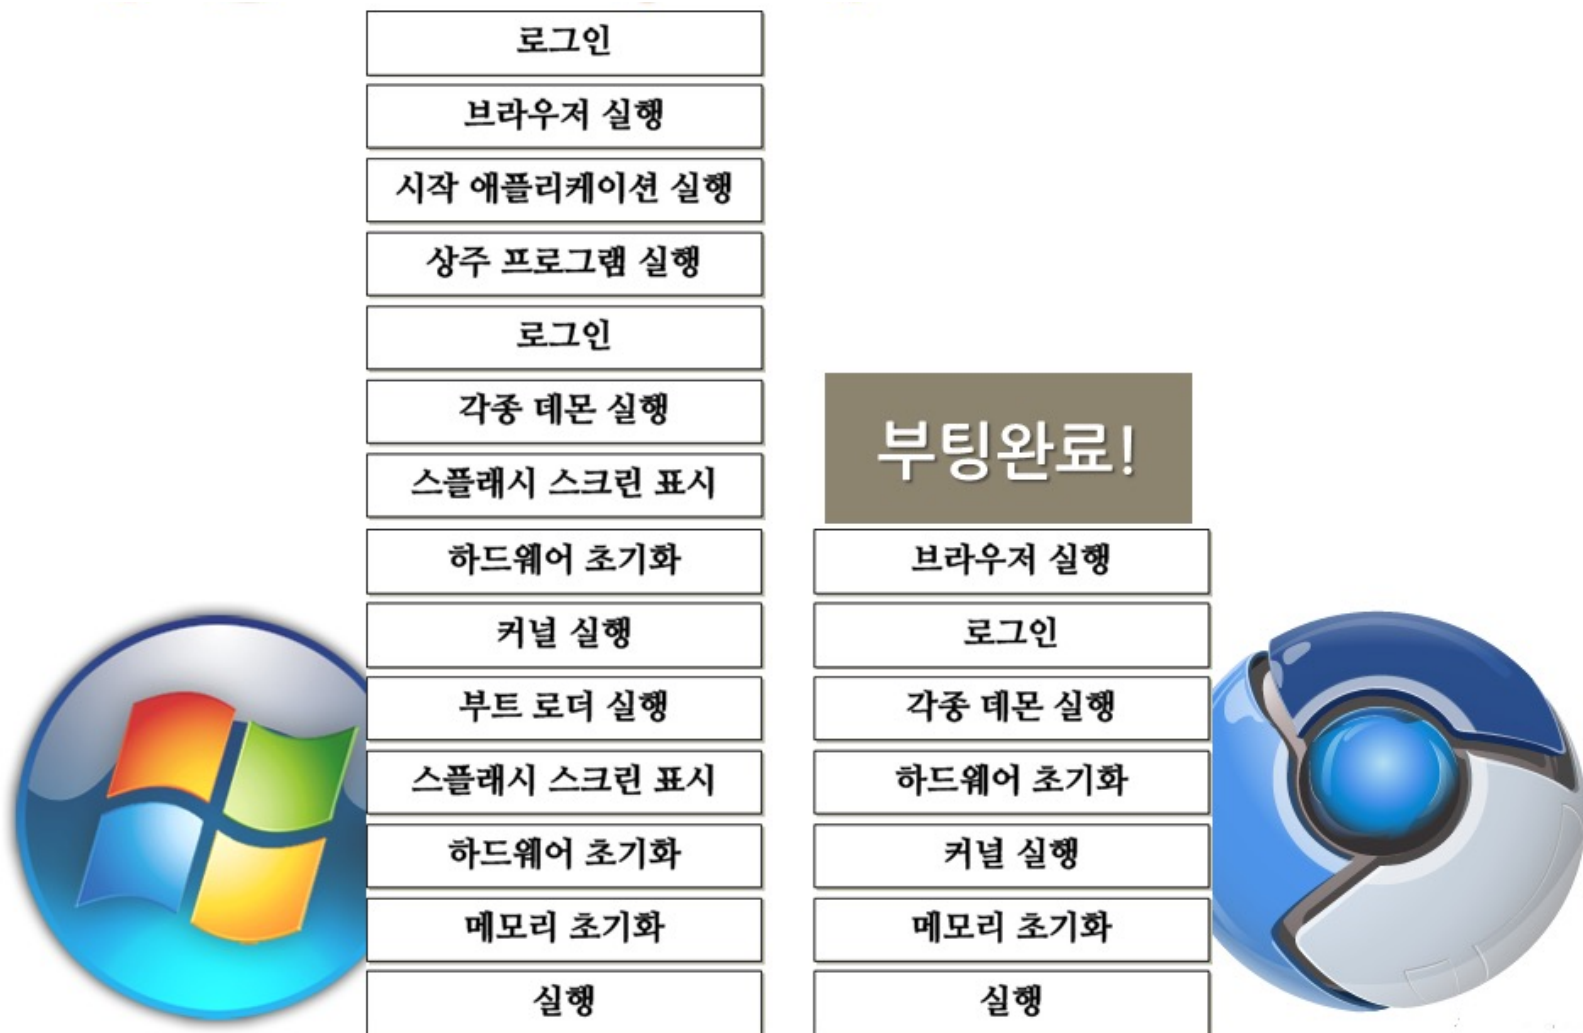 로그인
브라우저 실행
시작 애플리케이션 실행
상주 프로그램 실행
로그인
각종 데몬 실행
스플래시 스크린 표시
하드웨어 초기화
커널 실행
부트 로더 실행
스플래시 스크린 표시
하드웨어 초기화
메모리 초기화
실행
부팅완료!
브라우저 실행
로그인
각종 데몬 실행
하드웨어 초기화
커널 실행
메모리 초기화
실행